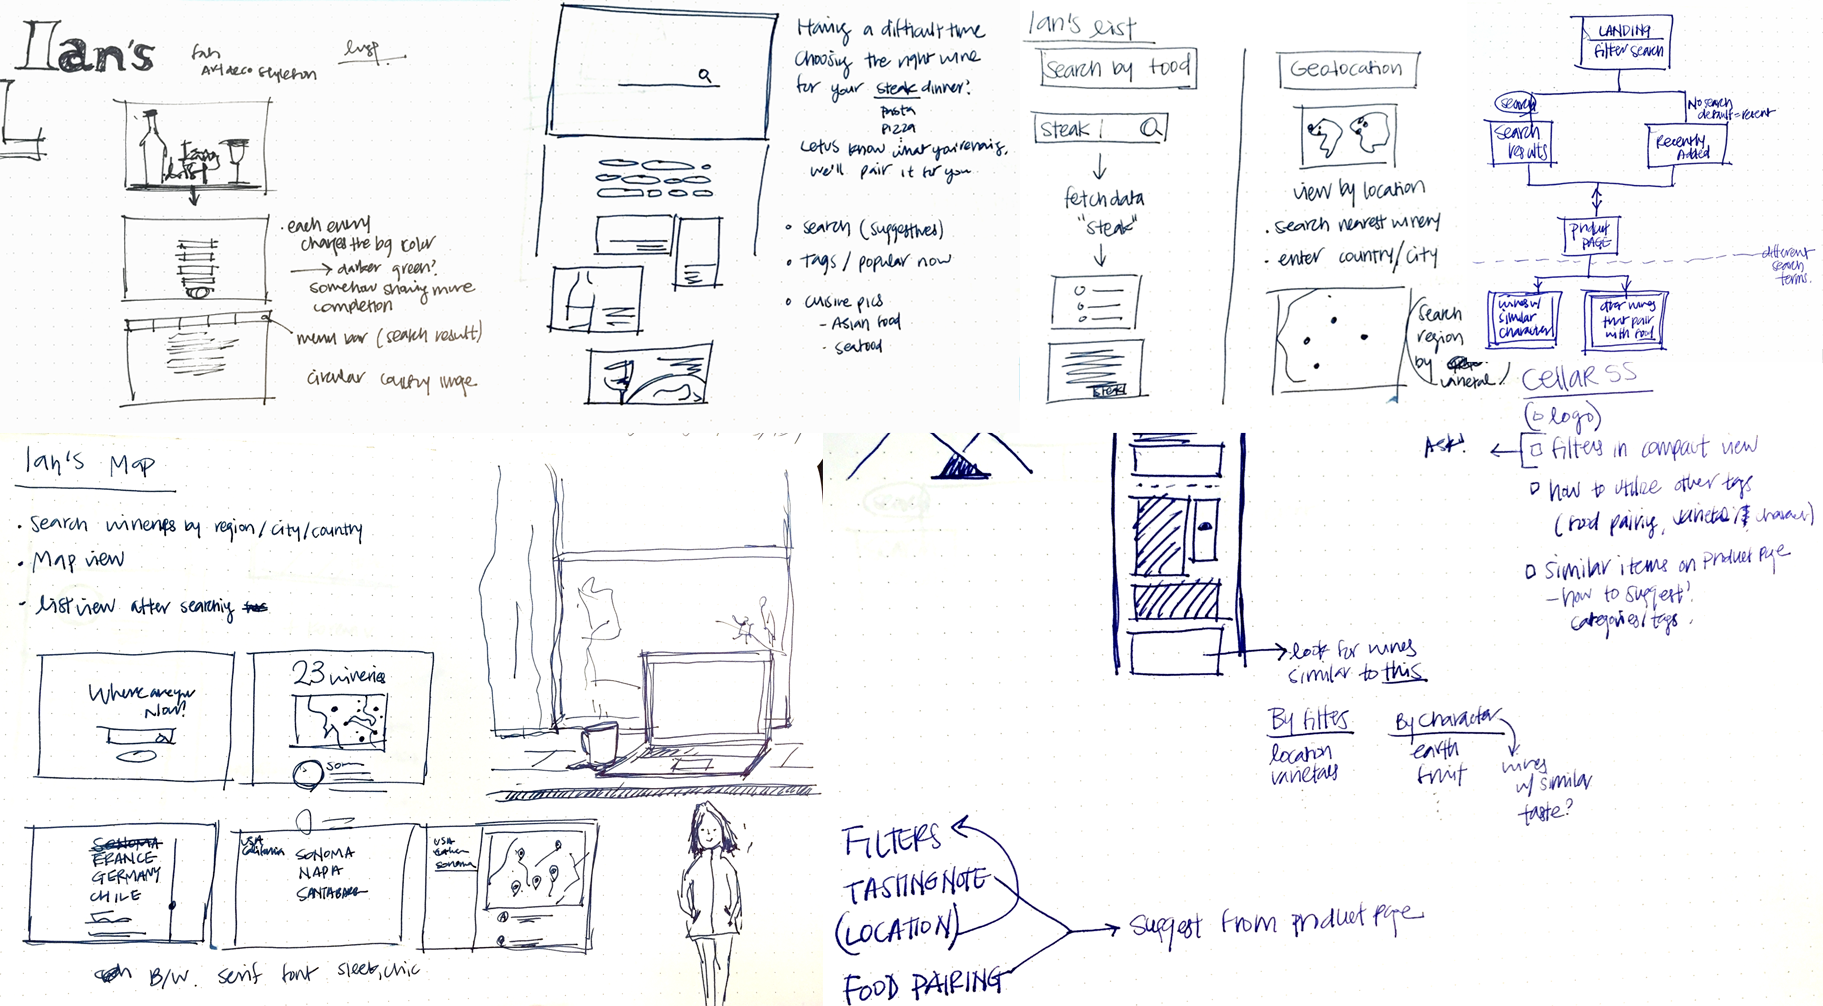 Ian's
Art deco skeleton
Ian's
List
• each entry
changes the bg color
→ darker green?
somehow showing more
completion
menu bar (search result)
circular country image.
Having a difficult time
choosing the right wine
for your steak dinner?
pasta
pizza
Let us know what you're having,
we'll pair it for you.
• search (suggestives)
• tags / popular now
• cuisine pics
- Asian food
- seafood
Ian's list
Search by food
steak |
fetch data
"steak"
steak
Geolocation
view by location
• search nearest winery
• enter country/city
search
region
by
varietal
LANDING
filter search
search
No search
default = recent
search
results
Recently
Added
product
PAGE
different
search
terms.
wines w/
similar
character
other wines
that pair
with food
Cellar SS
(□ logo)
Ask!
□ filters in compact view
□ how to utilize other tags
(food pairing,
□ similar items on product page
- how to suggest?
categories/tags.
Ian's Map
• search wineries by region/city/country
• Map view
- list view after searching
Where are you
Now?
23 wineries
SONOMA
FRANCE
GERMANY
CHILE
USA
California
SONOMA
NAPA
SANTA BARB
USA
sonoma
B/W. serif font sleek, chic
look for wines
similar to this
By filters
location
varietals
By character
earth
fruit
wines
w/ similar
taste?
FILTERS
TASTING NOTE
(LOCATION)
FOOD PAIRING
suggest from product page